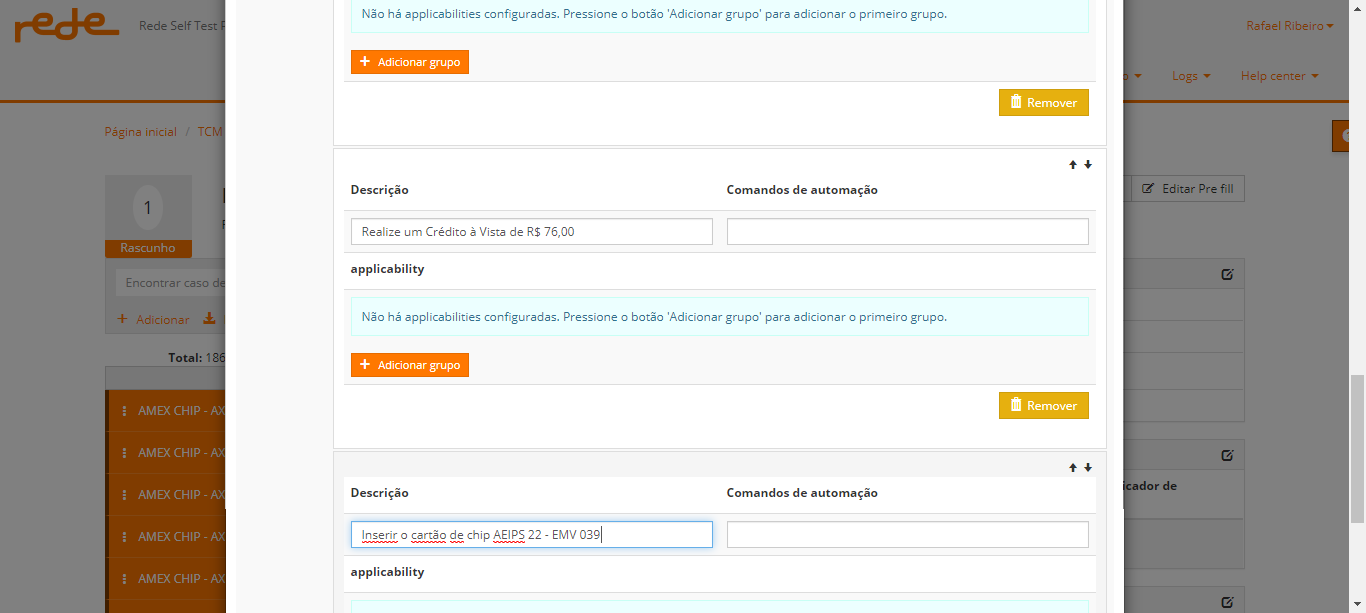 Não há applicabilities configuradas. Pressione o botão 'Adicionar grupo' para adicionar o primeiro grupo.
rede
Rede Self Test
Rafael Ribeiro
+ Adicionar grupo
Logs
Help center
Remover
Página inicial / TCM
1
Rascunho
Editar Pre fill
Descrição
Comandos de automação
Realize um Crédito à Vista de R$ 76,00
applicability
Encontrar caso de
Adicionar
Não há applicabilities configuradas. Pressione o botão 'Adicionar grupo' para adicionar o primeiro grupo.
Total: 186
+ Adicionar grupo
Remover
AMEX CHIP - AX
AMEX CHIP - AX
AMEX CHIP - AX
AMEX CHIP - AX
AMEX CHIP - AX
Descrição
Comandos de automação
icador de
Inserir o cartão de chip AEIPS 22 - EMV 039
applicability